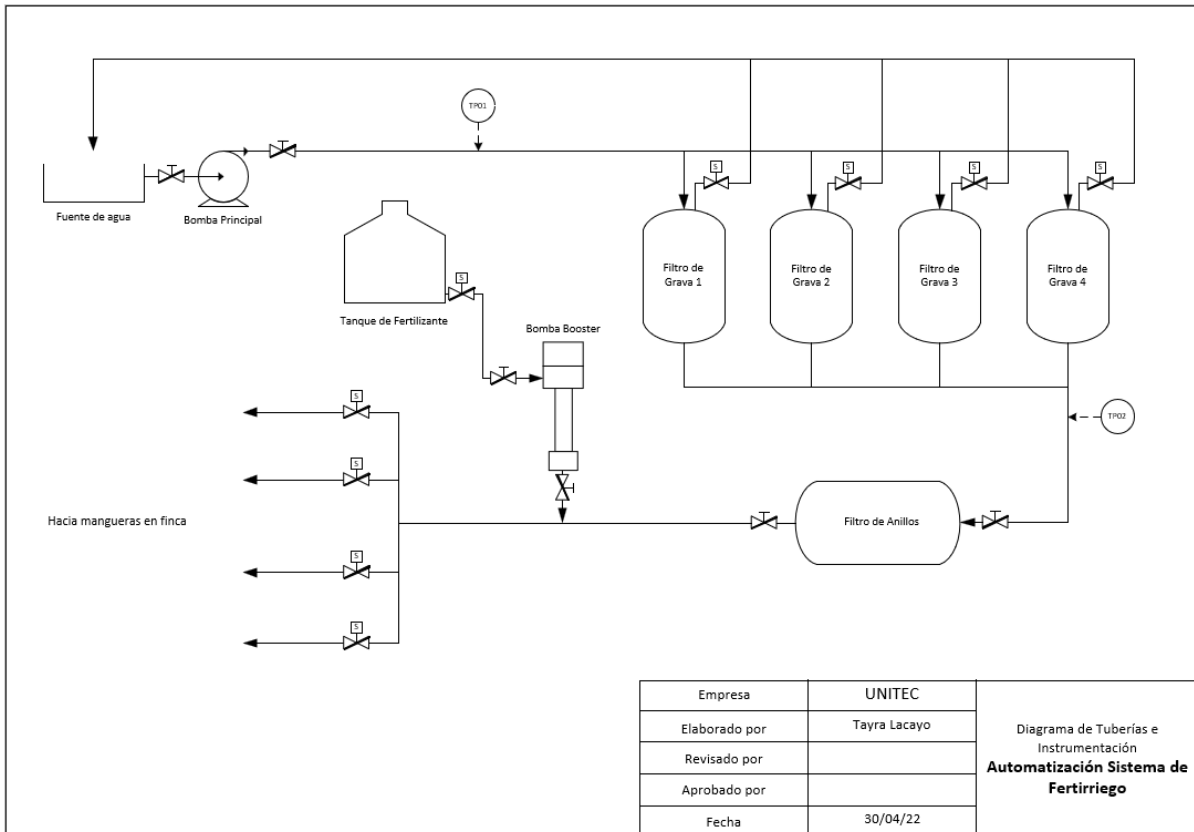 TP01
S
S
S
S
Fuente de agua
Bomba Principal
Filtro de
Grava 1
Filtro de
Grava 2
Filtro de
Grava 3
Filtro de
Grava 4
S
Tanque de Fertilizante
Bomba Booster
S
TP02
S
Hacia mangueras en finca
Filtro de Anillos
S
S
Empresa
UNITEC
Elaborado por
Tayra Lacayo
Revisado por
Aprobado por
Fecha
30/04/22
Diagrama de Tuberías e
Instrumentación
Automatización Sistema de
Fertirriego